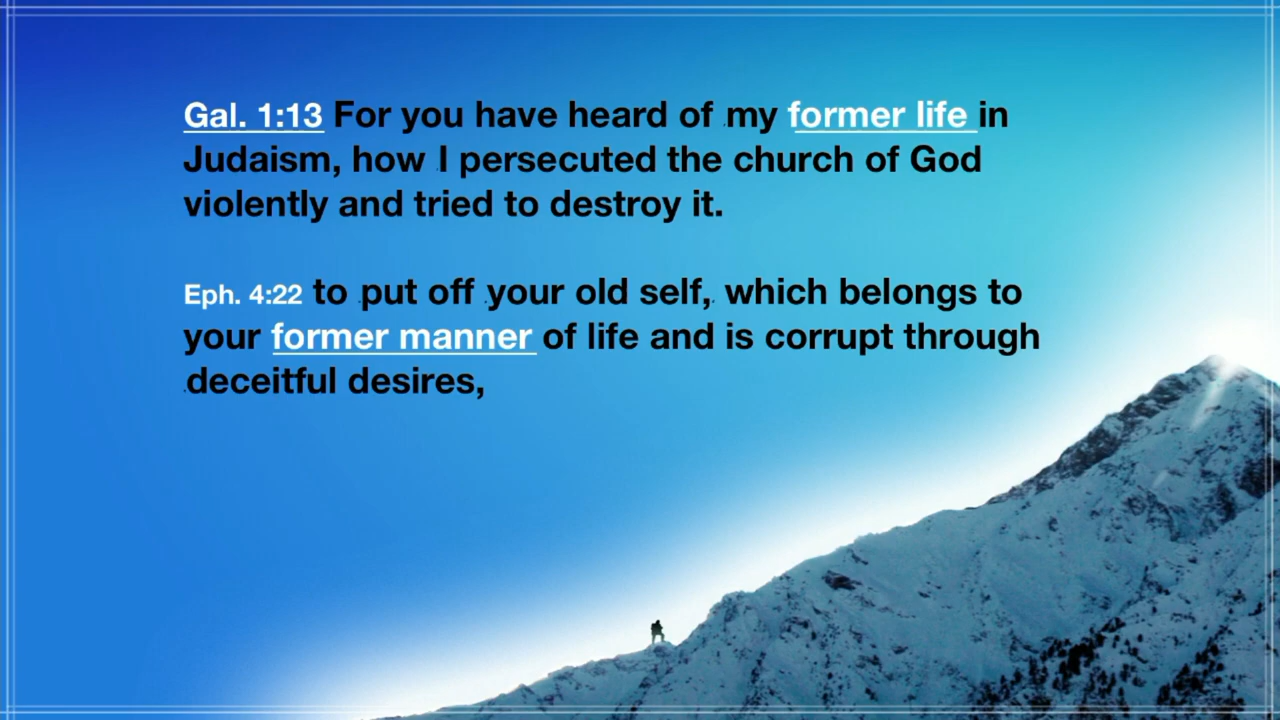 Gal. 1:13 For you have heard of my former life in
Judaism, how I persecuted the church of God
violently and tried to destroy it.
Eph. 4:22 to put off your old self, which belongs to
your former manner of life and is corrupt through
deceitful desires,